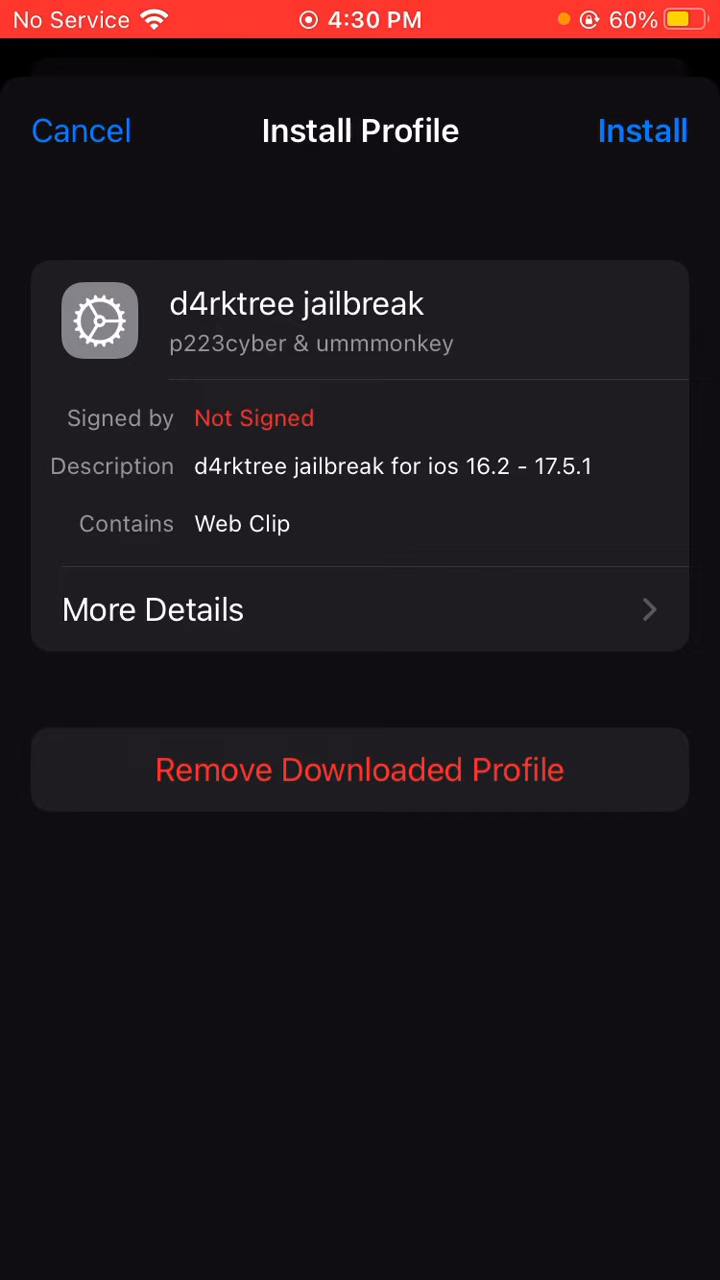 No Service 4:30 PM 60%
Cancel Install Profile Install
d4rktree jailbreak
p223cyber & ummmonkey
Signed by Not Signed
Description d4rktree jailbreak for ios 16.2 - 17.5.1
Contains Web Clip
More Details
Remove Downloaded Profile